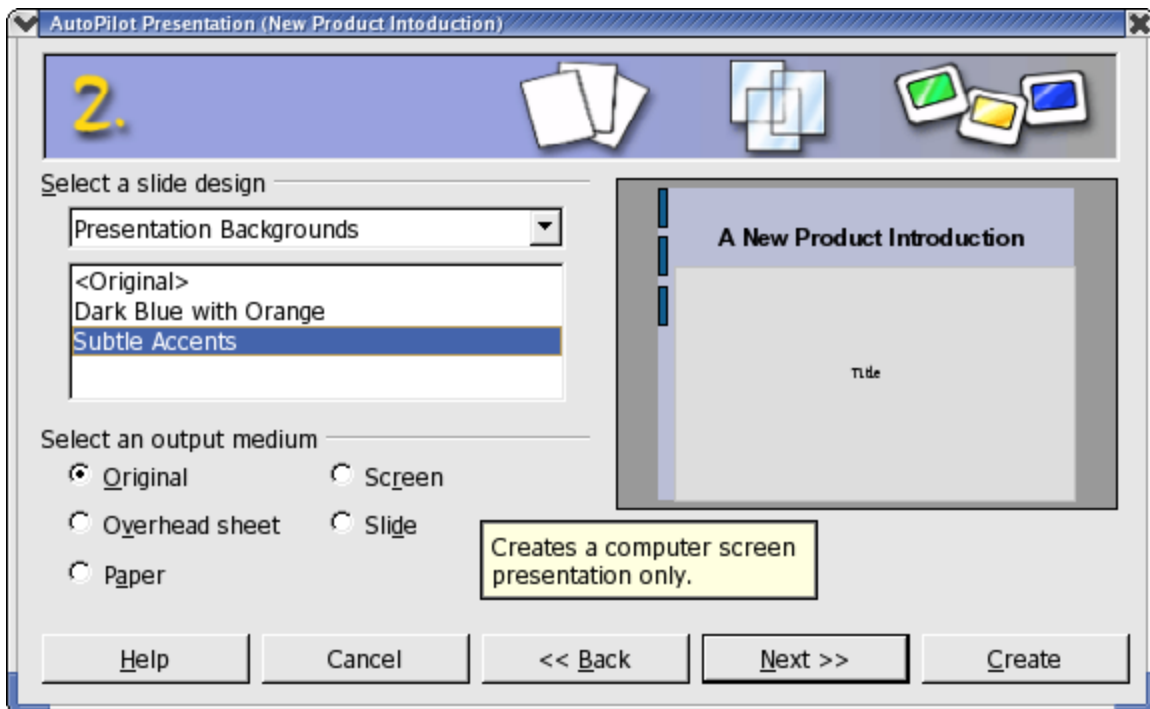 AutoPilot Presentation (New Product Intoduction)
2.
Select a slide design
Presentation Backgrounds
<Original>
Dark Blue with Orange
Subtle Accents
A New Product Introduction
Title
Select an output medium
Original
Screen
Overhead sheet
Slide
Paper
Creates a computer screen
presentation only.
Help
Cancel
<< Back
Next >>
Create